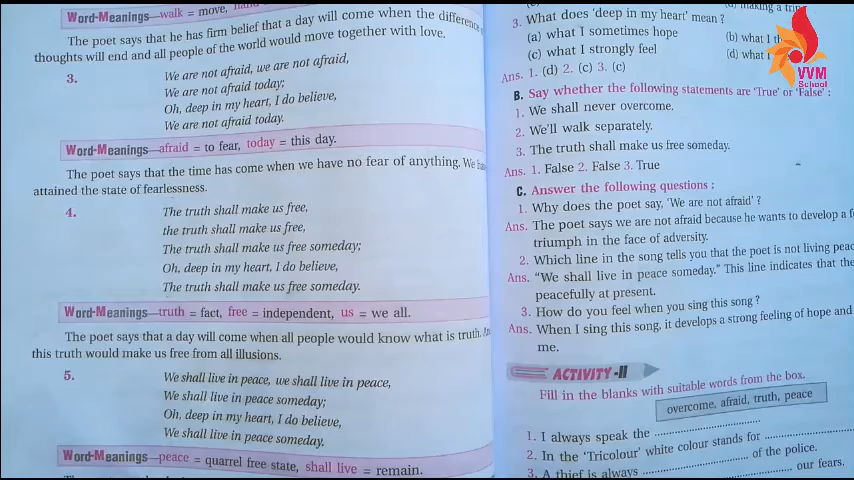 Word-Meanings—walk = move,
The poet says that he has firm belief that a day will come when the difference
thoughts will end and all people of the world would move together with love.
3. We are not afraid, we are not afraid,
We are not afraid today;
Oh, deep in my heart, I do believe,
We are not afraid today.
Word-Meanings—afraid = to fear, today = this day.
The poet says that the time has come when we have no fear of anything. We
attained the state of fearlessness.
4. The truth shall make us free,
the truth shall make us free,
The truth shall make us free someday;
Oh, deep in my heart, I do believe,
The truth shall make us free someday.
Word-Meanings—truth = fact, free = independent, us = we all.
The poet says that a day will come when all people would know what is truth.
this truth would make us free from all illusions.
5. We shall live in peace, we shall live in peace,
We shall live in peace someday;
Oh, deep in my heart, I do believe,
We shall live in peace someday.
Word-Meanings—peace = quarrel free state, shall live = remain.
(d) making a trip
3. What does 'deep in my heart' mean ?
(a) what I sometimes hope (b) what I
(c) what I strongly feel (d) what
Ans. 1. (d) 2. (c) 3. (c)
B. Say whether the following statements are 'True' or 'False' :
1. We shall never overcome.
2. We'll walk separately.
3. The truth shall make us free someday.
Ans. 1. False 2. False 3. True
C. Answer the following questions :
1. Why does the poet say, 'We are not afraid' ?
Ans. The poet says we are not afraid because he wants to develop a
triumph in the face of adversity.
2. Which line in the song tells you that the poet is not living
Ans. "We shall live in peace someday." This line indicates that
peacefully at present.
3. How do you feel when you sing this song ?
Ans. When I sing this song, it develops a strong feeling of hope and
me.
ACTIVITY-II
Fill in the blanks with suitable words from the box.
overcome, afraid, truth, peace
1. I always speak the ....................
2. In the 'Tricolour' white colour stands for ....................
3. A thief is always .................... of the police.
.................... our fears.
VVM
School